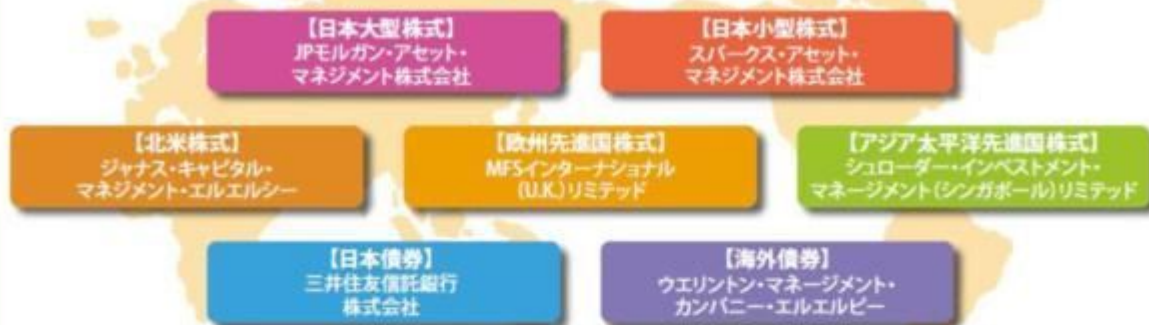 【日本大型株式】
JPモルガン・アセット・
マネジメント株式会社
【日本小型株式】
スパークス・アセット・
マネジメント株式会社
【北米株式】
ジャナス・キャピタル・
マネジメント・エルエルシー
【欧州先進国株式】
MFSインターナショナル
(U.K.)リミテッド
【アジア太平洋先進国株式】
シュローダー・インベストメント・
マネージメント(シンガポール)リミテッド
【日本債券】
三井住友信託銀行
株式会社
【海外債券】
ウエリントン・マネージメント・
カンパニー・エルエルピー